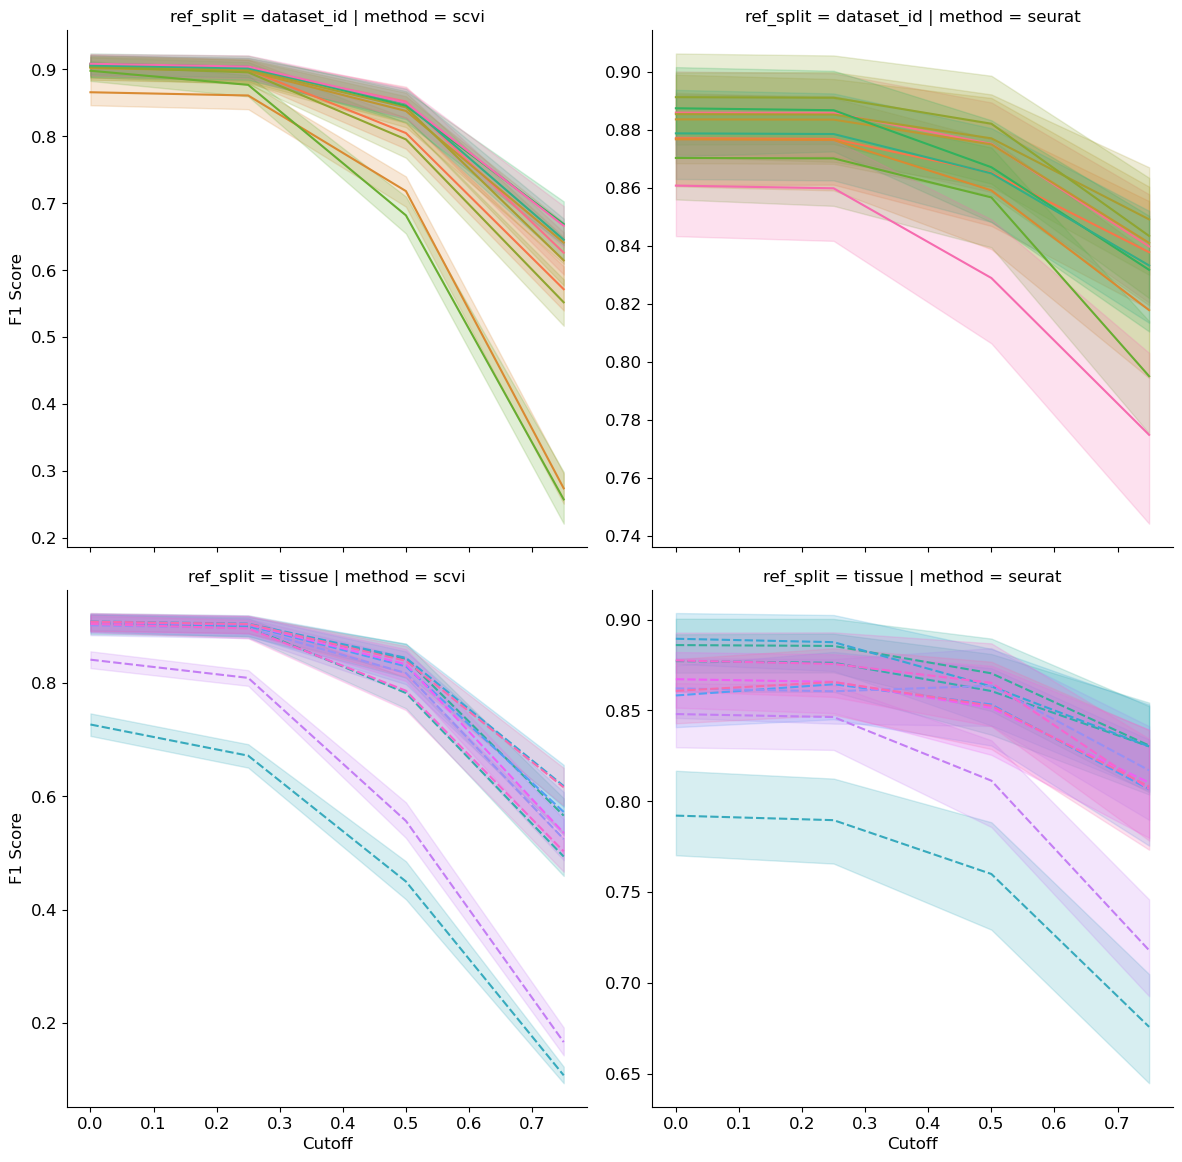 ref_split = dataset_id | method = scvi
ref_split = dataset_id | method = seurat
0.9
0.8
0.7
0.6
0.5
0.4
0.3
0.2
F1 Score
0.90
0.88
0.86
0.84
0.82
0.80
0.78
0.76
0.74
ref_split = tissue | method = scvi
ref_split = tissue | method = seurat
0.8
0.6
0.4
0.2
F1 Score
0.0 0.1 0.2 0.3 0.4 0.5 0.6 0.7
Cutoff
0.90
0.85
0.80
0.75
0.70
0.65
0.0 0.1 0.2 0.3 0.4 0.5 0.6 0.7
Cutoff